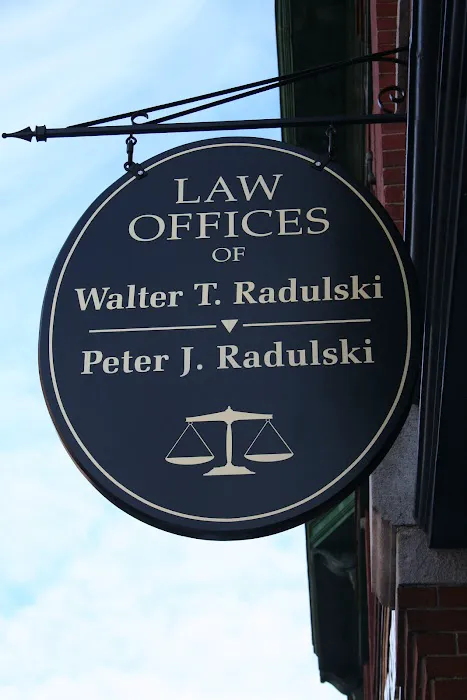 LAW
OFFICES
OF
Walter T. Radulski
Peter J. Radulski